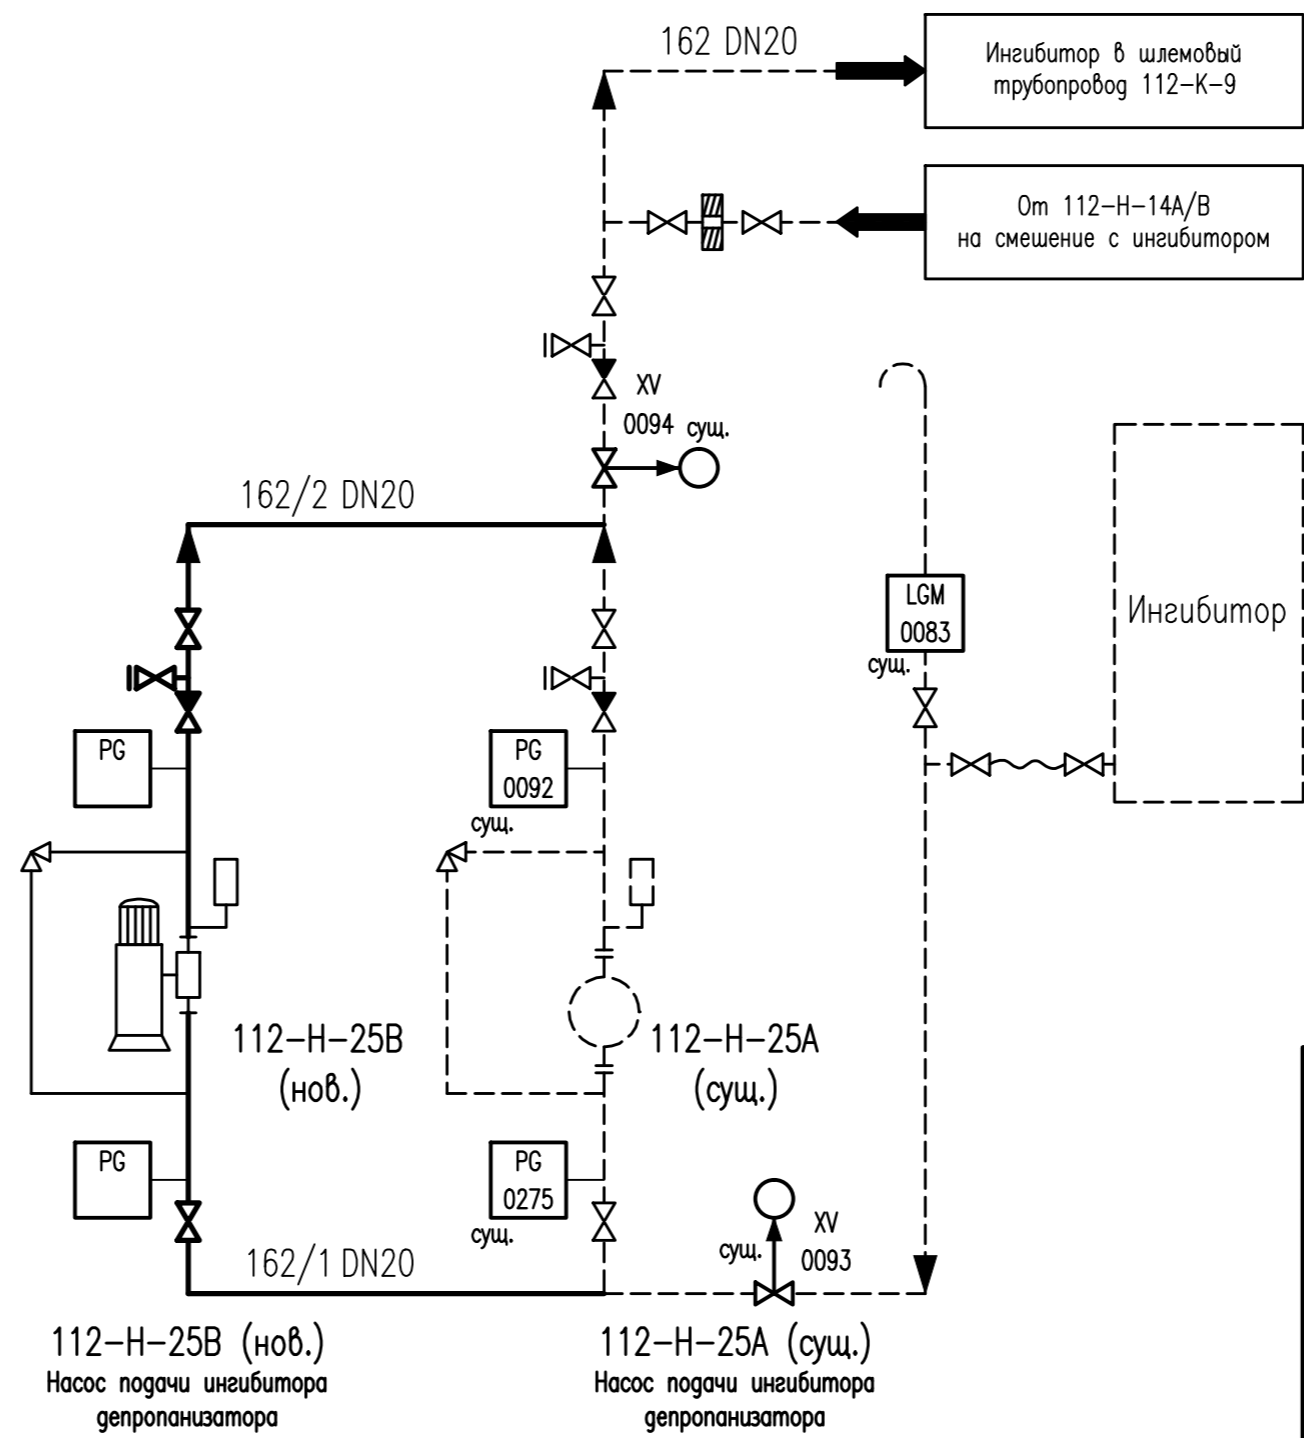 162 DN20
Ингибитор в шлемовый
трубопровод 112-К-9
От 112-Н-14А/В
на смешение с ингибитором
XV
0094 сущ.
162/2 DN20
LGM
0083
сущ.
Ингибитор
PG
PG
0092
сущ.
112-Н-25В
(нов.)
112-Н-25А
(сущ.)
PG
PG
0275
сущ.
XV
0093
сущ.
162/1 DN20
112-Н-25В (нов.)
Насос подачи ингибитора
депропанизатора
112-Н-25А (сущ.)
Насос подачи ингибитора
депропанизатора